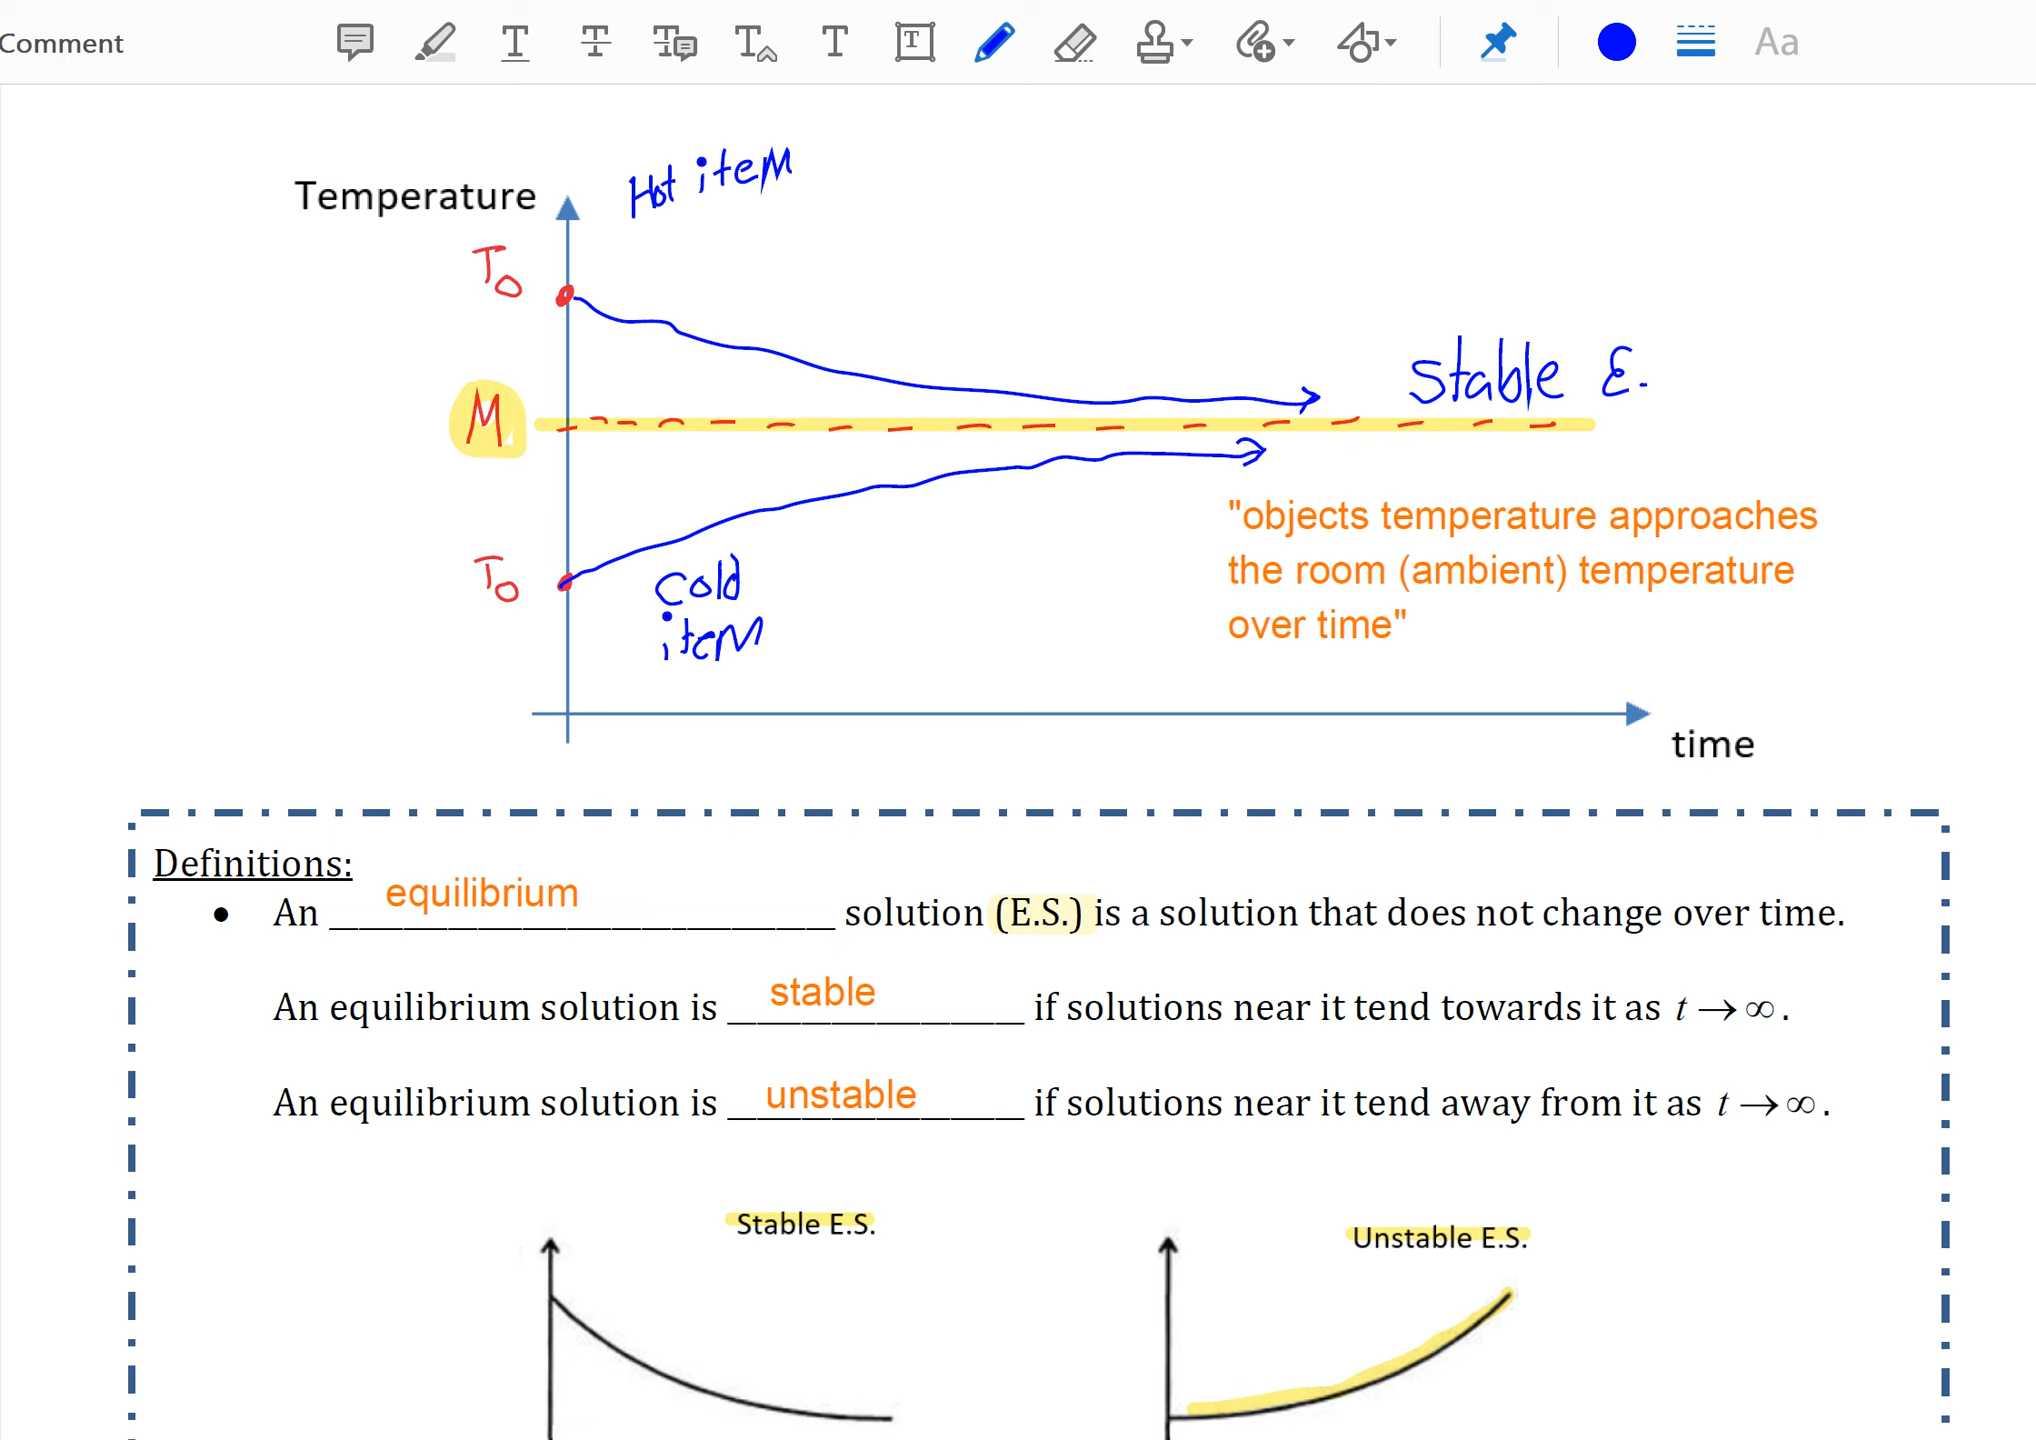 Comment
Aa
Hot item
Temperature
T₀
Stable E.
M
"objects temperature approaches
the room (ambient) temperature
over time"
T₀
cold
item
time
Definitions:
• An equilibrium solution (E.S.) is a solution that does not change over time.
An equilibrium solution is stable if solutions near it tend towards it as t → ∞.
An equilibrium solution is unstable if solutions near it tend away from it as t → ∞.
Stable E.S.
Unstable E.S.